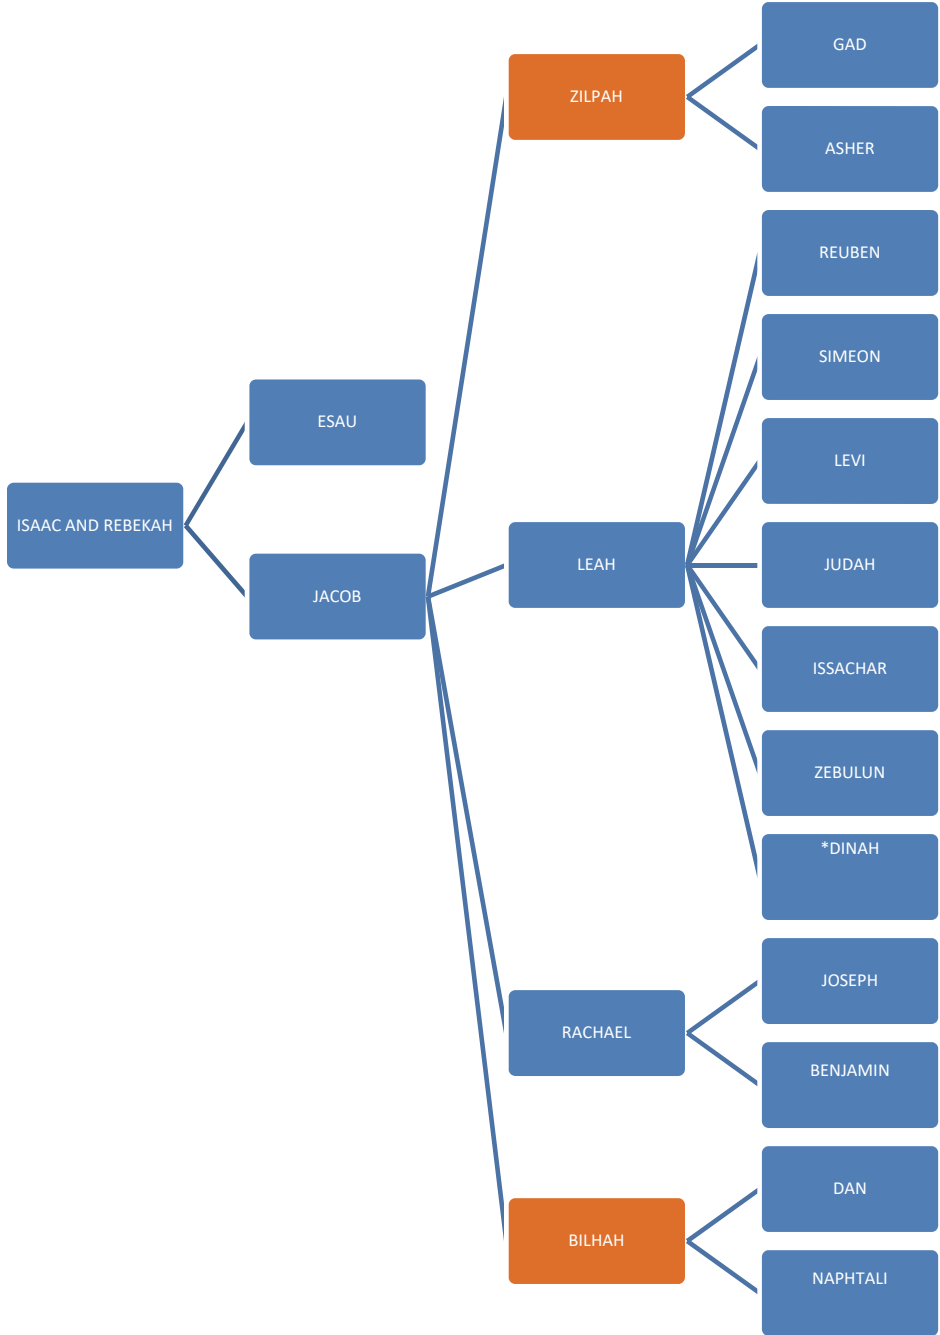 ISAAC AND REBEKAH
ESAU
JACOB
ZILPAH
GAD
ASHER
LEAH
REUBEN
SIMEON
LEVI
JUDAH
ISSACHAR
ZEBULUN
*DINAH
RACHAEL
JOSEPH
BENJAMIN
BILHAH
DAN
NAPHTALI